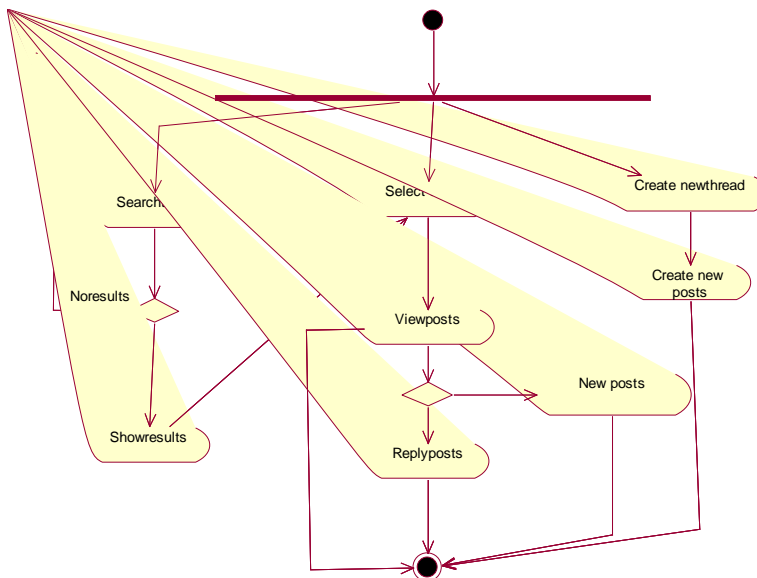 Create newthread
Select
Search
Create new
posts
Noresults
Viewposts
New posts
Showresults
Replyposts